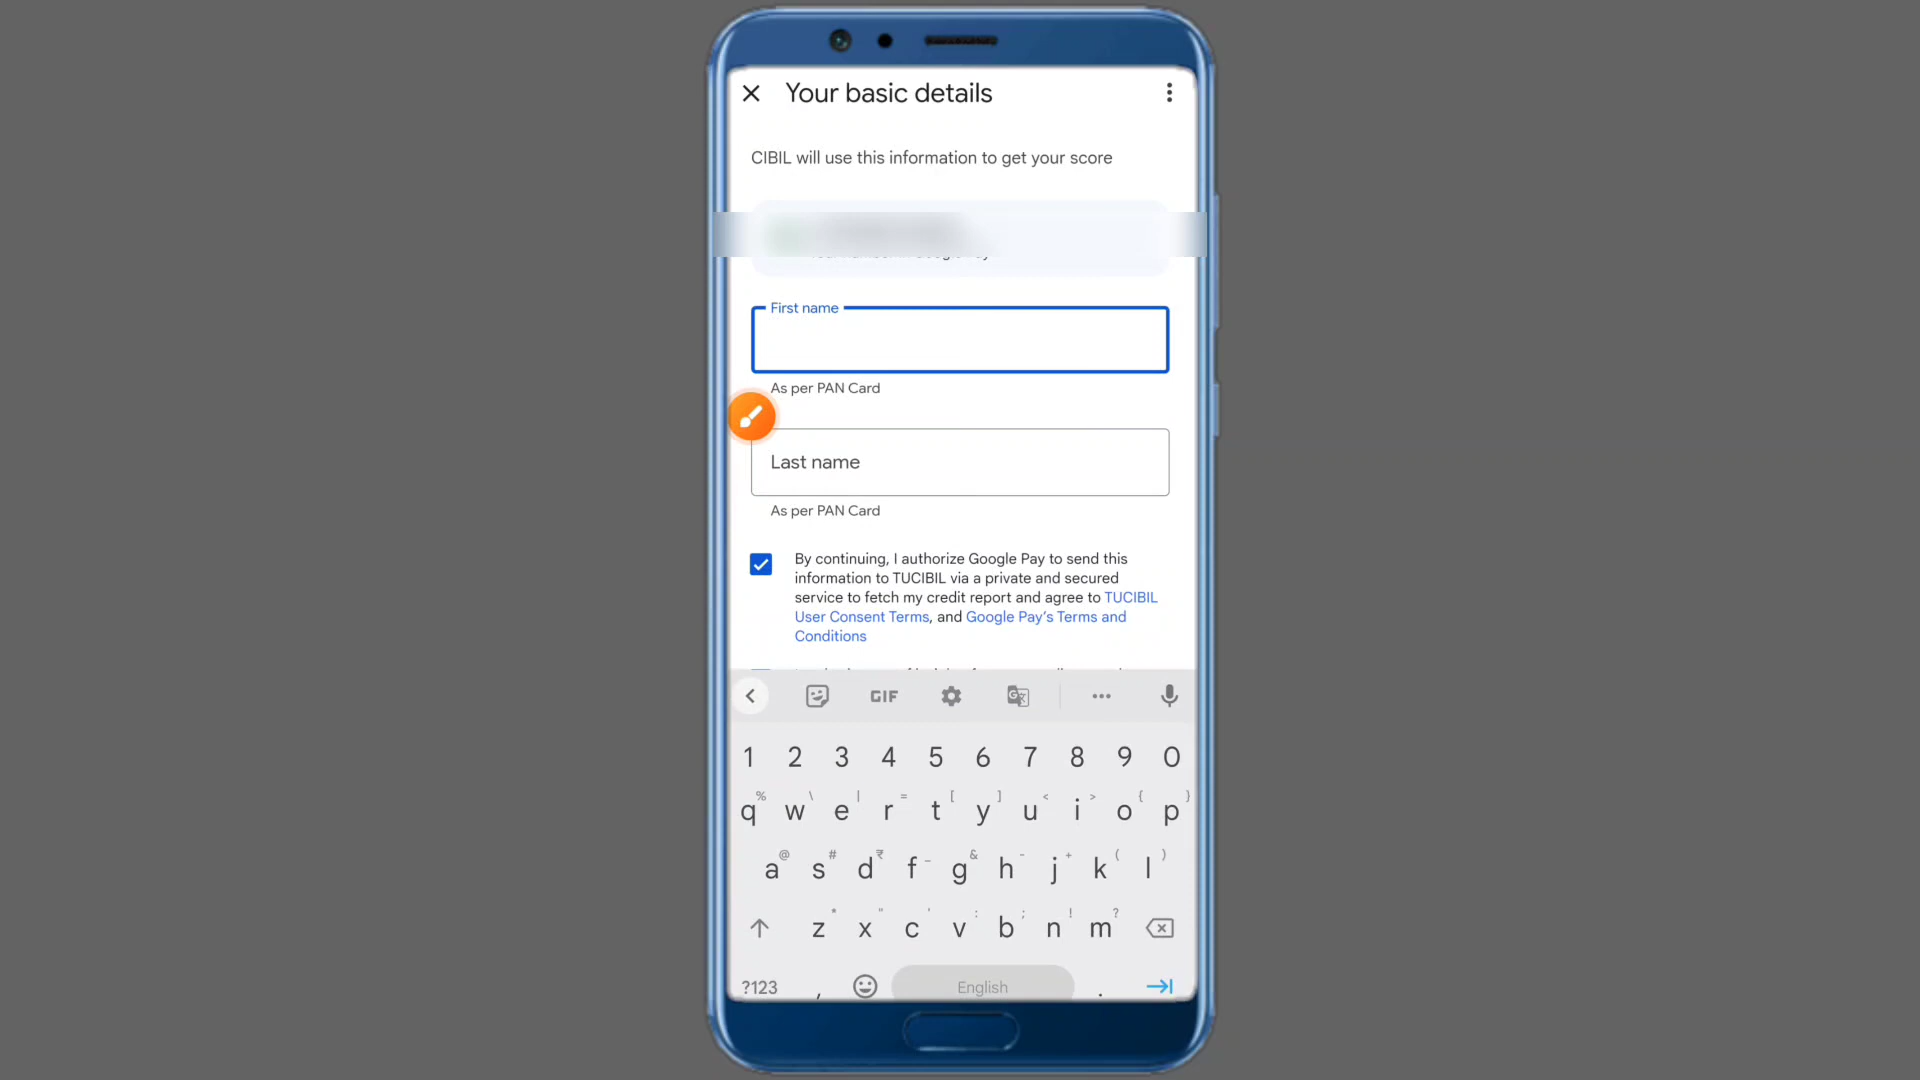 Your basic details
CIBIL will use this information to get your score
First name
As per PAN Card
Last name
As per PAN Card
By continuing, I authorize Google Pay to send this
information to TUCIBIL via a private and secured
service to fetch my credit report and agree to TUCIBIL
User Consent Terms, and Google Pay's Terms and
Conditions
GIF
1 2 3 4 5 6 7 8 9 0
% \ | = [ ] < > { }
q w e r t y u i o p
@ # ₹ _ & - + ( )
a s d f g h j k l
* " ' : ; ! ?
z x c v b n m
?123 , English .